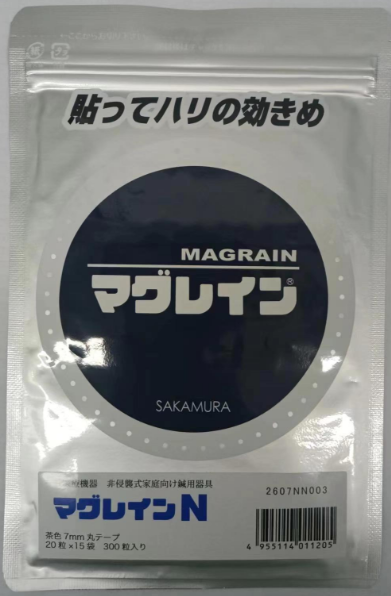 貼ってハリの効きめ
MAGRAIN
マグレイン®
SAKAMURA
療機器 非侵襲式家庭向け鍼用器具
マグレインN
2607NN003
茶色 7mm 丸テープ
20粒×15袋 300粒入り
4 955114 011205